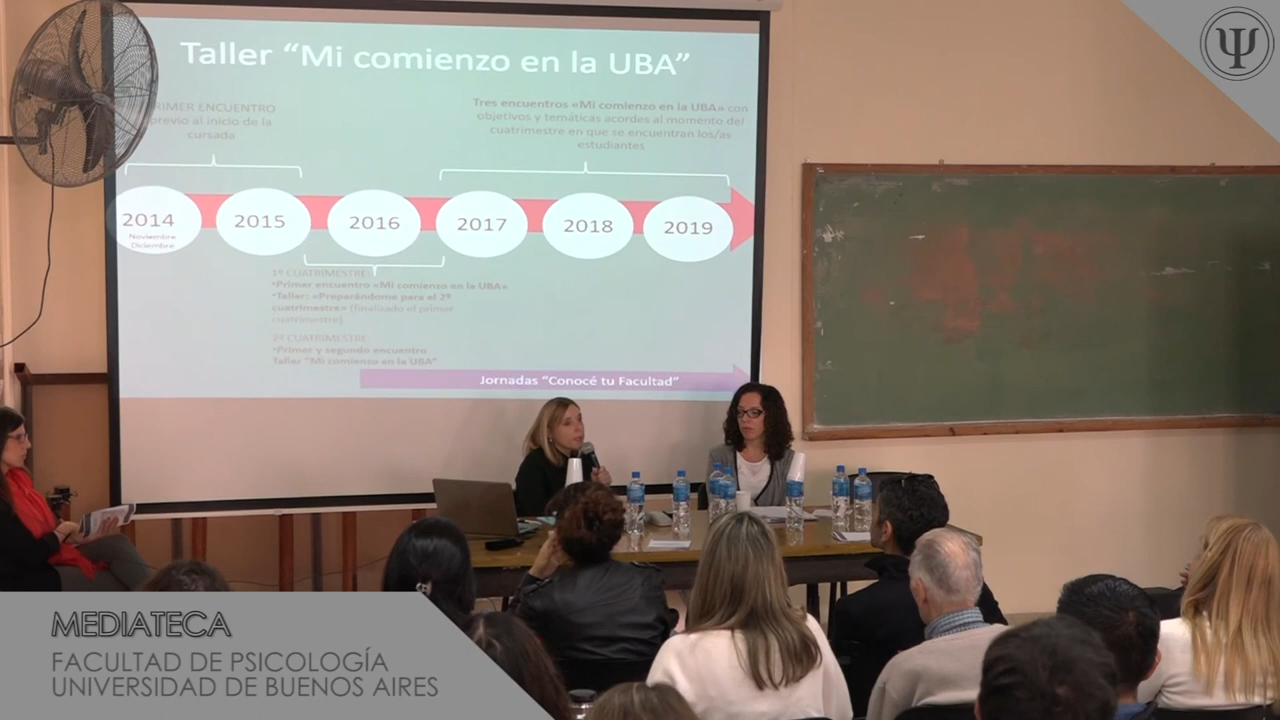 Taller “Mi comienzo en la UBA”
PRIMER ENCUENTRO
previo al inicio de la
cursada
Tres encuentros «Mi comienzo en la UBA» con
objetivos y temáticas acordes al momento del
cuatrimestre en que se encuentran los/as
estudiantes
2014
Noviembre
Diciembre
2015
2016
2017
2018
2019
1º CUATRIMESTRE:
•Primer encuentro «Mi comienzo en la UBA»
•Taller: «Preparándome para el 2º
cuatrimestre» (finalizado el primer
cuatrimestre)
2º CUATRIMESTRE
•Primer y segundo encuentro
Taller “Mi comienzo en la UBA”
Jornadas “Conocé tu Facultad”
Ψ
MEDIATECA
FACULTAD DE PSICOLOGÍA
UNIVERSIDAD DE BUENOS AIRES